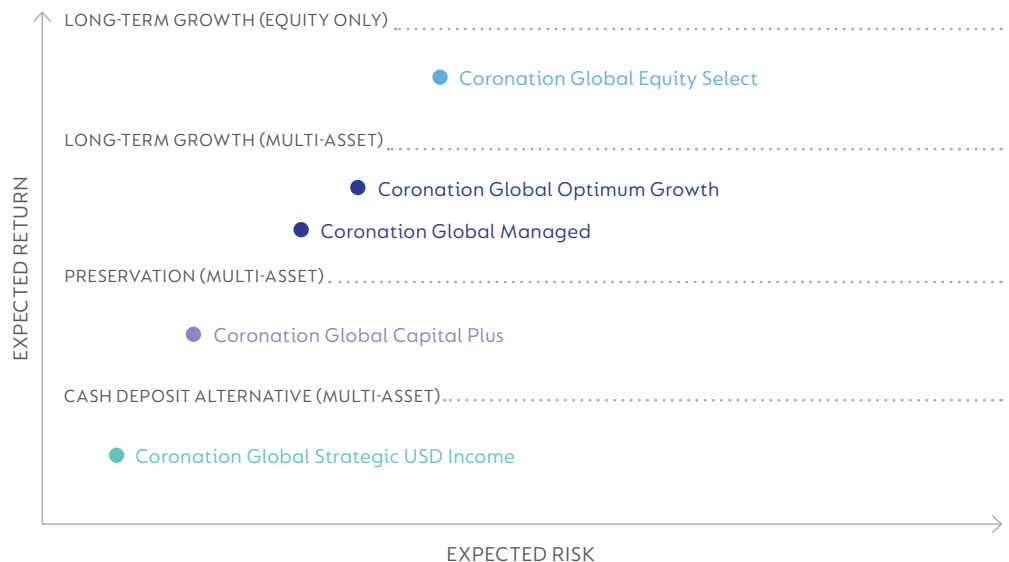 LONG-TERM GROWTH (EQUITY ONLY)
Coronation Global Equity Select
LONG-TERM GROWTH (MULTI-ASSET)
Coronation Global Optimum Growth
Coronation Global Managed
PRESERVATION (MULTI-ASSET)
Coronation Global Capital Plus
CASH DEPOSIT ALTERNATIVE (MULTI-ASSET)
Coronation Global Strategic USD Income
EXPECTED RETURN
EXPECTED RISK